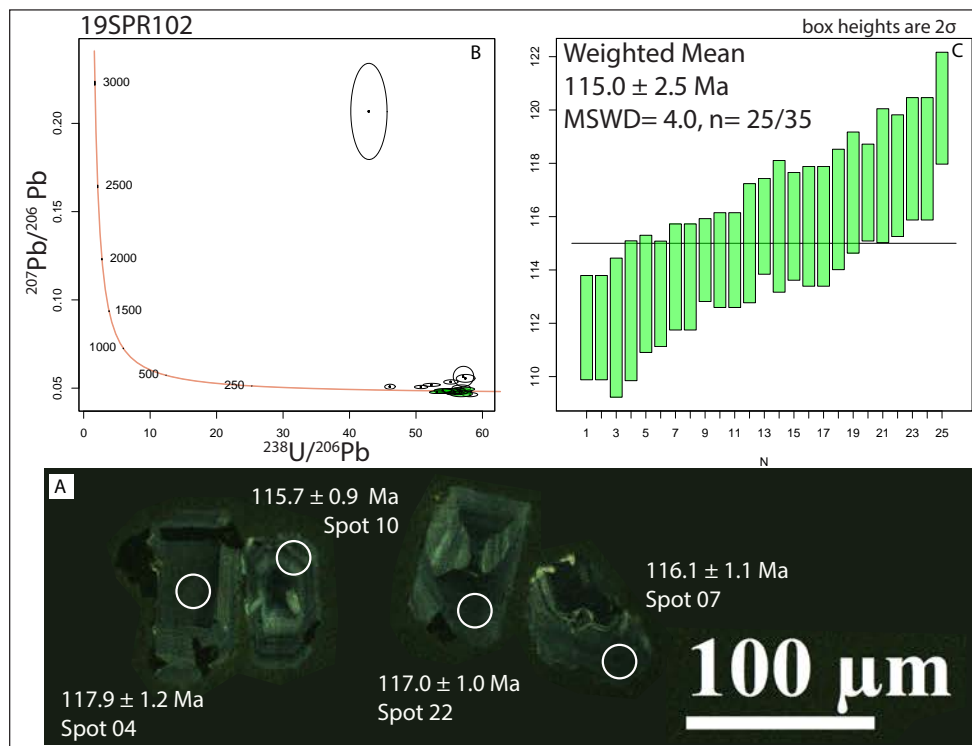 19SPR102
box heights are 2σ
B
207Pb/206 Pb
0.20
0.15
0.10
0.05
3000
2500
2000
1500
1000
500
250
0 10 20 30 40 50 60
238U/206Pb
C
Weighted Mean
115.0 ± 2.5 Ma
MSWD= 4.0, n= 25/35
122
120
118
116
114
112
110
1 3 5 7 9 11 13 15 17 19 21 23 25
N
A
115.7 ± 0.9 Ma
Spot 10
116.1 ± 1.1 Ma
Spot 07
117.9 ± 1.2 Ma
Spot 04
117.0 ± 1.0 Ma
Spot 22
100 μm